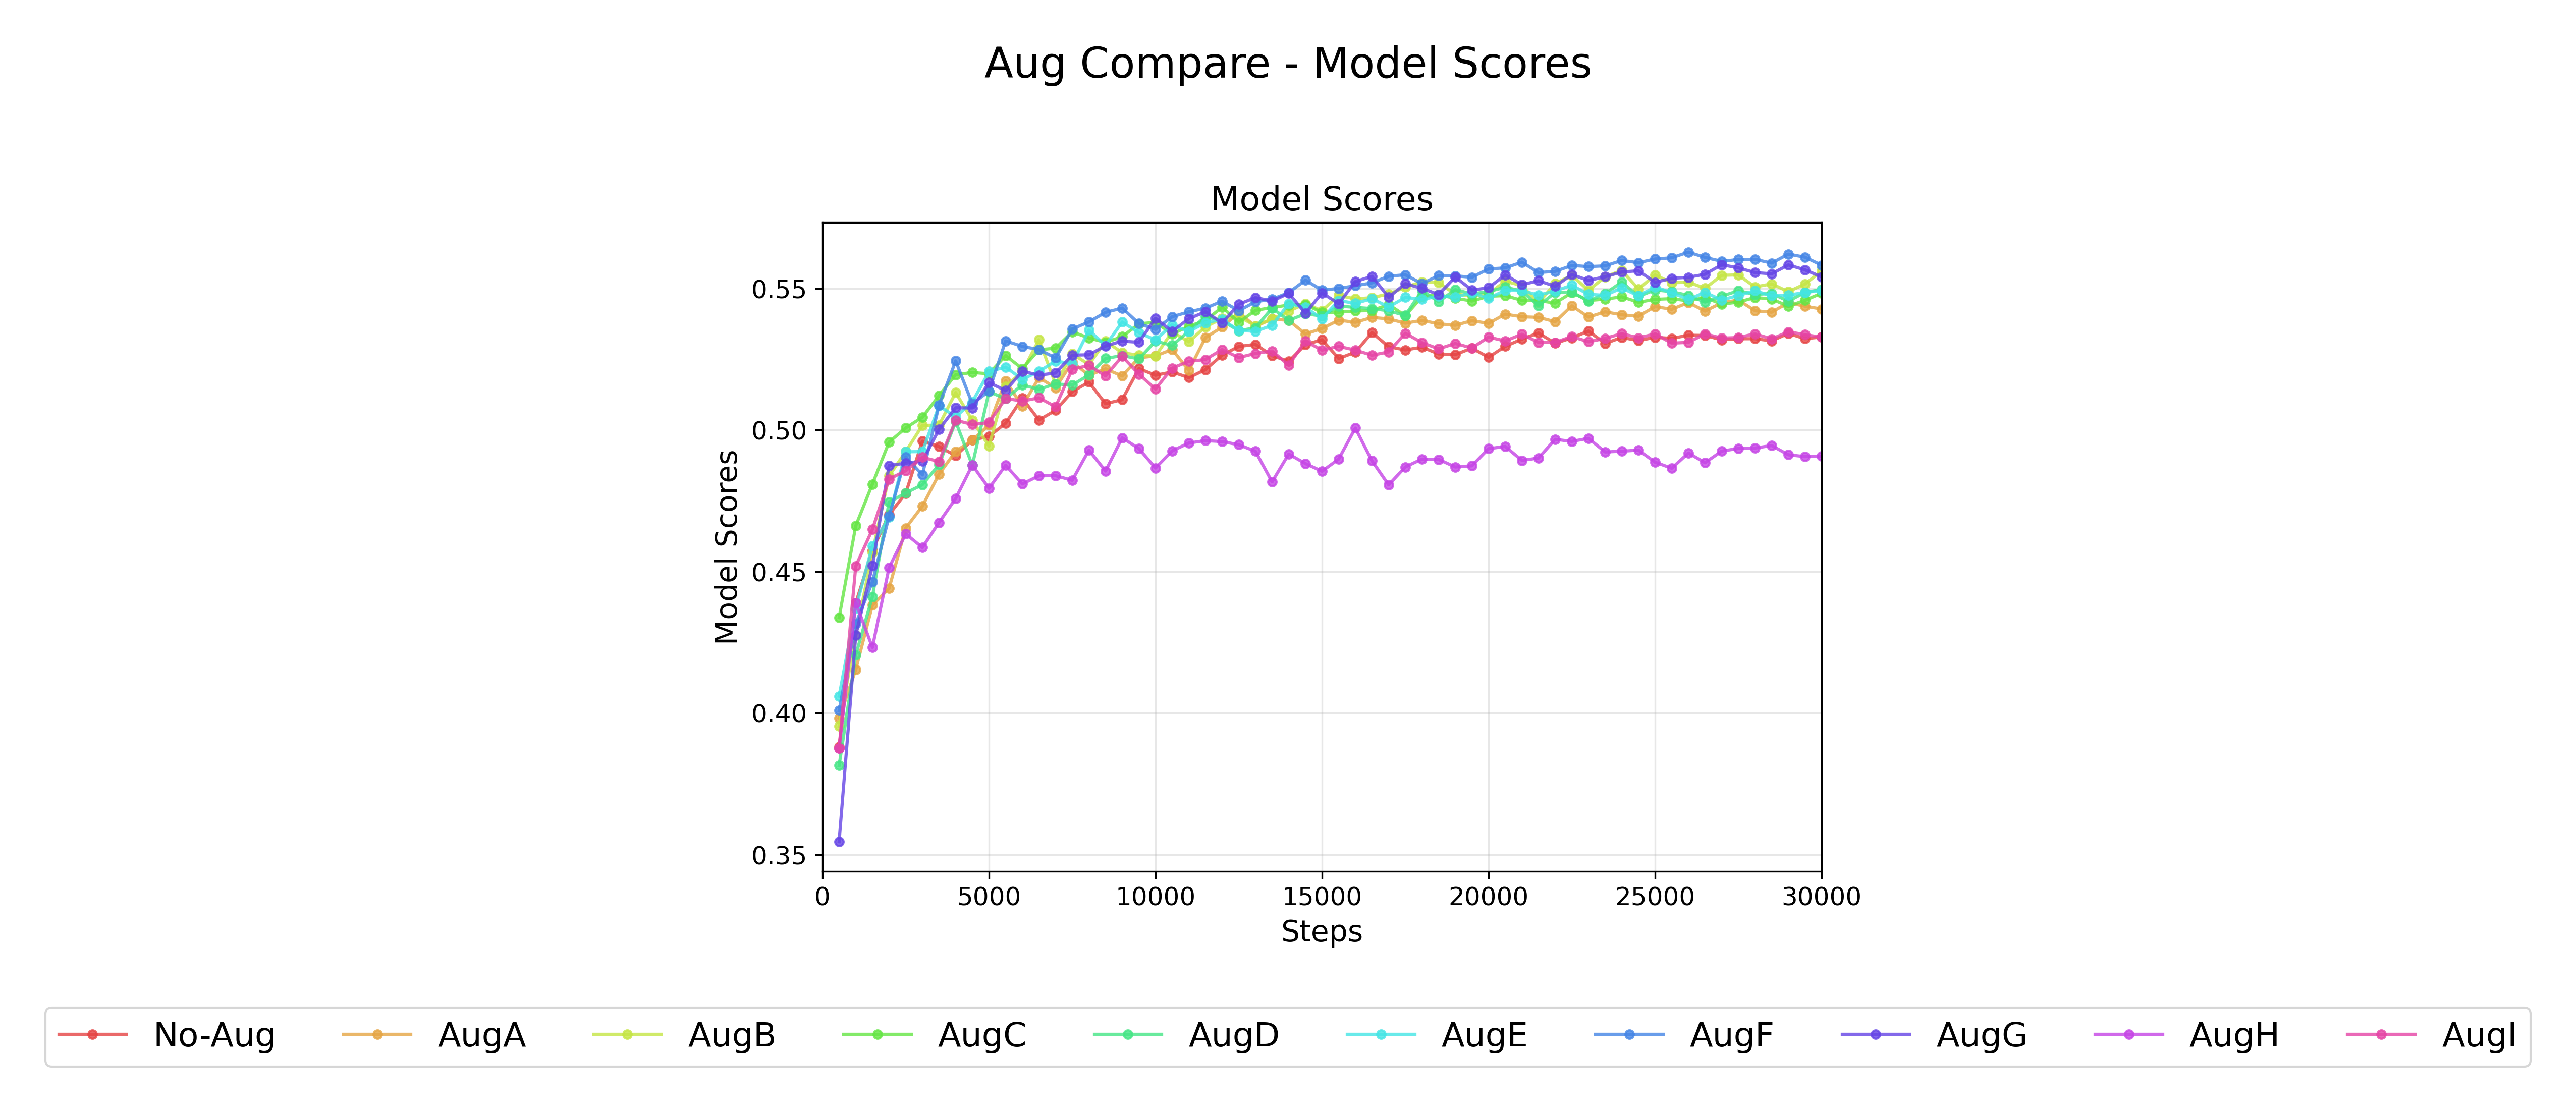 Aug Compare - Model Scores
Model Scores
Model Scores
0.55
0.50
0.45
0.40
0.35
0 5000 10000 15000 20000 25000 30000
Steps
No-Aug AugA AugB AugC AugD AugE AugF AugG AugH AugI